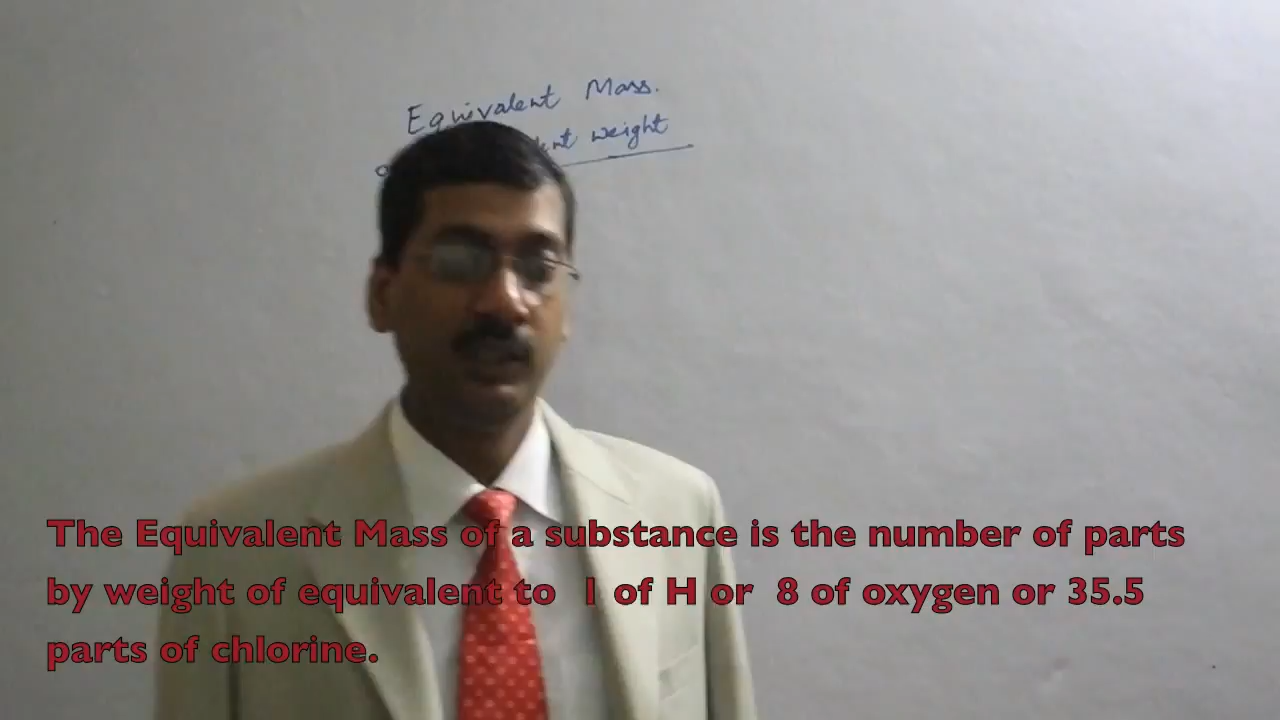 Equivalent Mass.
weight
The Equivalent Mass of a substance is the number of parts
by weight of equivalent to 1 of H or 8 of oxygen or 35.5
parts of chlorine.